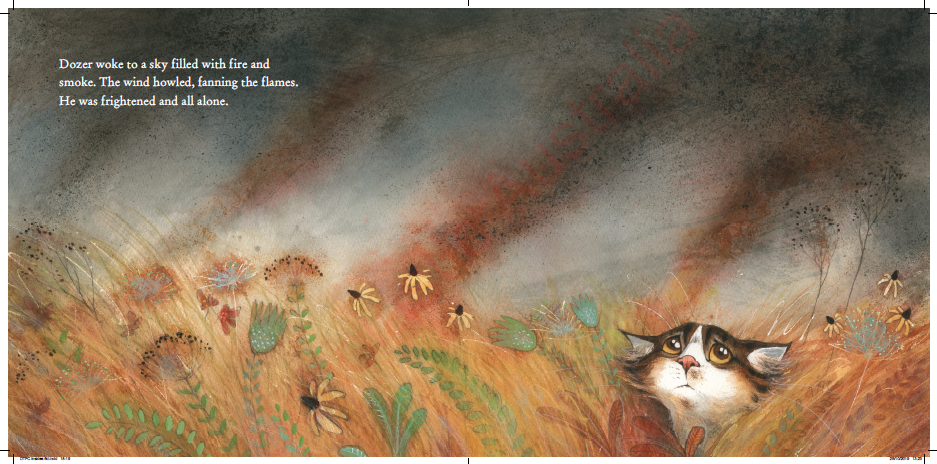 Dozer woke to a sky filled with fire and
smoke. The wind howled, fanning the flames.
He was frightened and all alone.